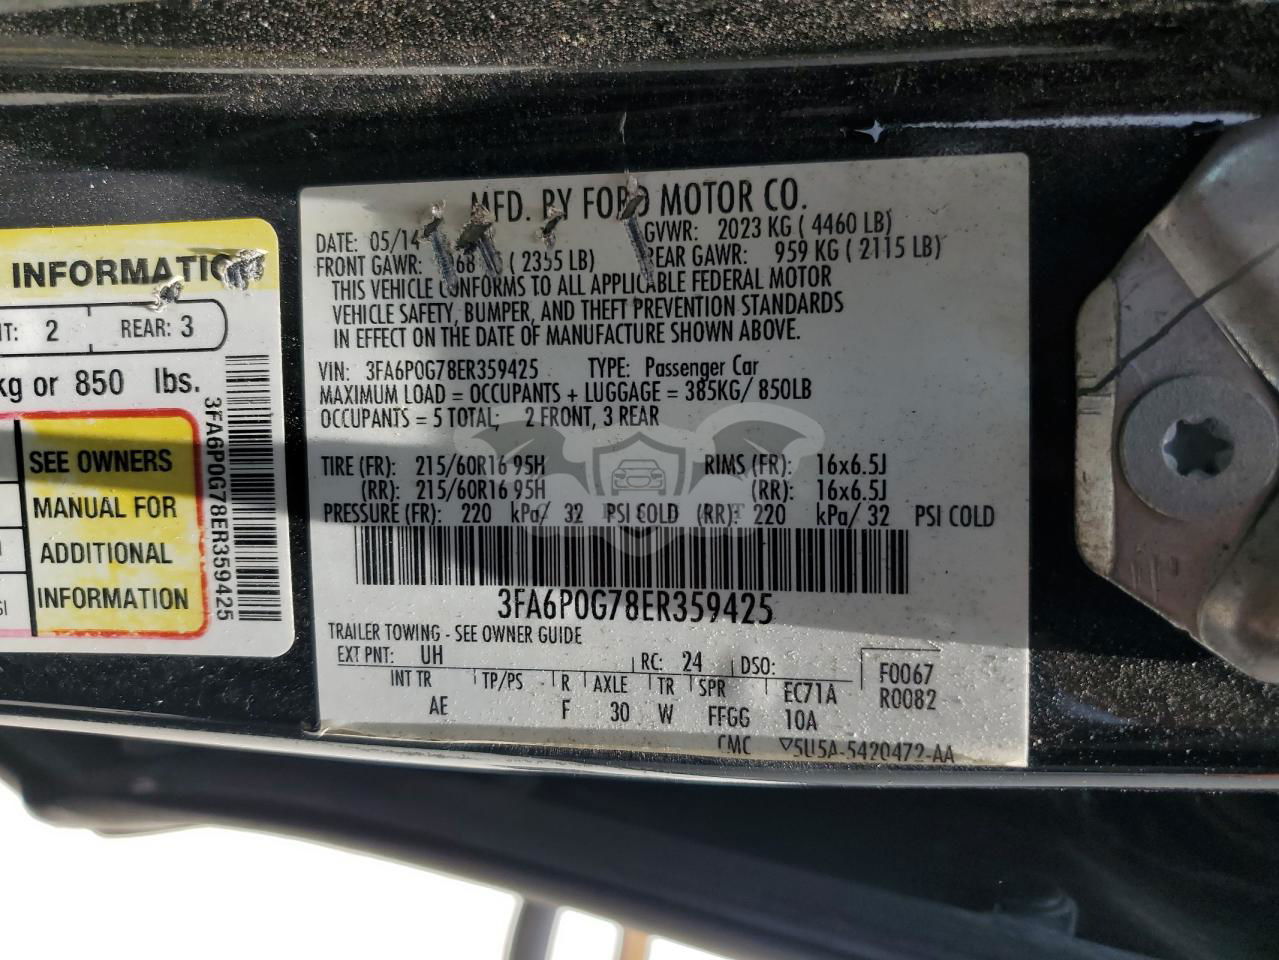 INFORMATION
2 REAR: 3
kg or 850 lbs.
SEE OWNERS
MANUAL FOR
ADDITIONAL
INFORMATION
3FA6P0G78ER359425
MFD. BY FORD MOTOR CO.
DATE: 05/14 GVWR: 2023 KG ( 4460 LB)
FRONT GAWR: ( 2355 LB) REAR GAWR: 959 KG ( 2115 LB)
THIS VEHICLE CONFORMS TO ALL APPLICABLE FEDERAL MOTOR
VEHICLE SAFETY, BUMPER, AND THEFT PREVENTION STANDARDS
IN EFFECT ON THE DATE OF MANUFACTURE SHOWN ABOVE.
VIN: 3FA6P0G78ER359425 TYPE: Passenger Car
MAXIMUM LOAD = OCCUPANTS + LUGGAGE = 385KG/ 850LB
OCCUPANTS = 5 TOTAL; 2 FRONT, 3 REAR
TIRE (FR): 215/60R16 95H RIMS (FR): 16x6.5J
(RR): 215/60R16 95H (RR): 16x6.5J
PRESSURE (FR): 220 kPa/ 32 PSI COLD (RR): 220 kPa/ 32 PSI COLD
3FA6P0G78ER359425
TRAILER TOWING - SEE OWNER GUIDE
EXT PNT: UH RC: 24 DSO: F0067
INT TR TP/PS R AXLE TR SPR EC71A R0082
AE F 30 W FFGG 10A
CMC ▽5U5A-5420472-AA